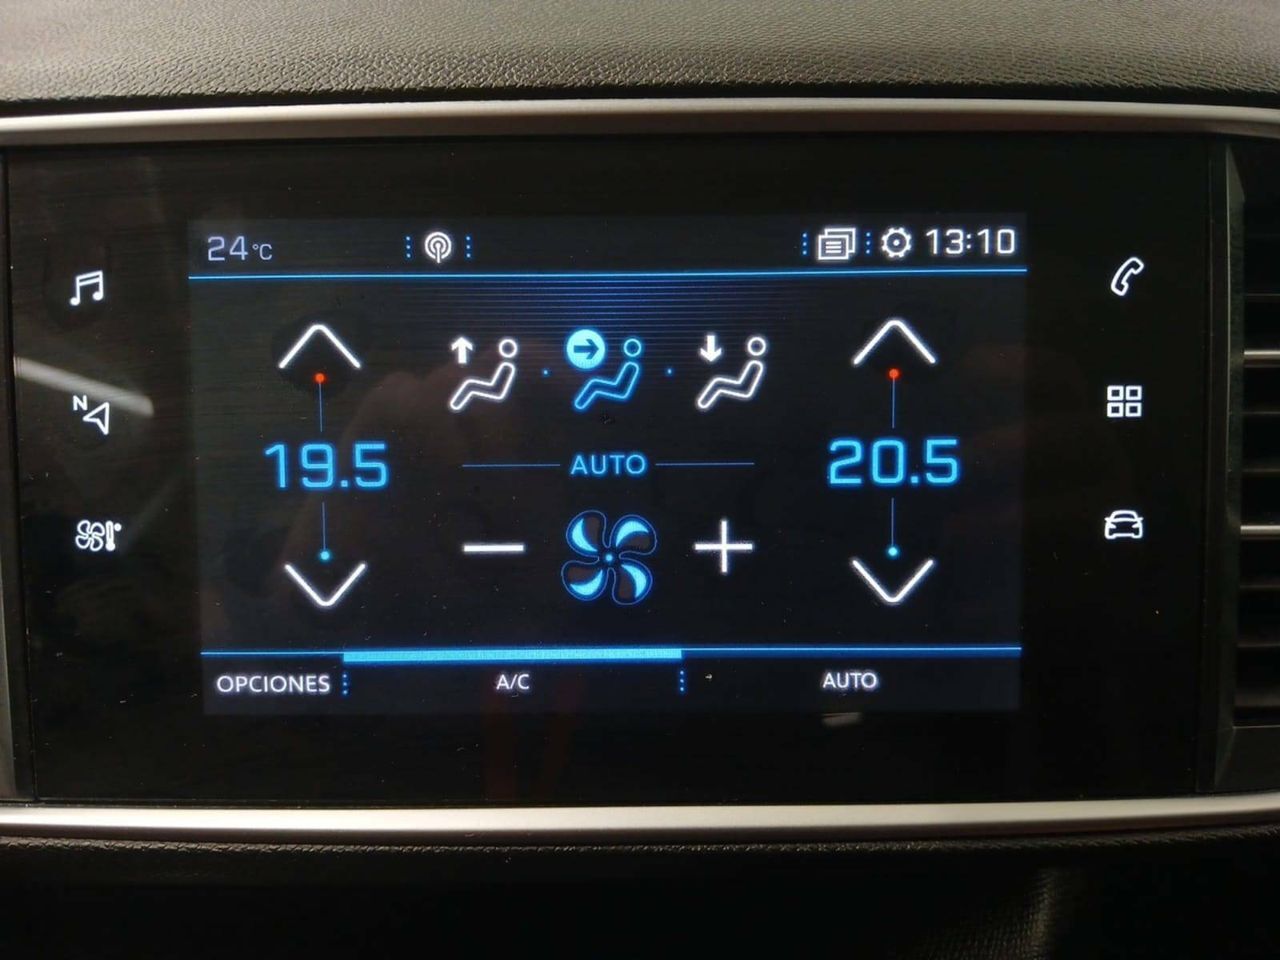 24°C 13:10
N
19.5 AUTO 20.5
OPCIONES A/C AUTO